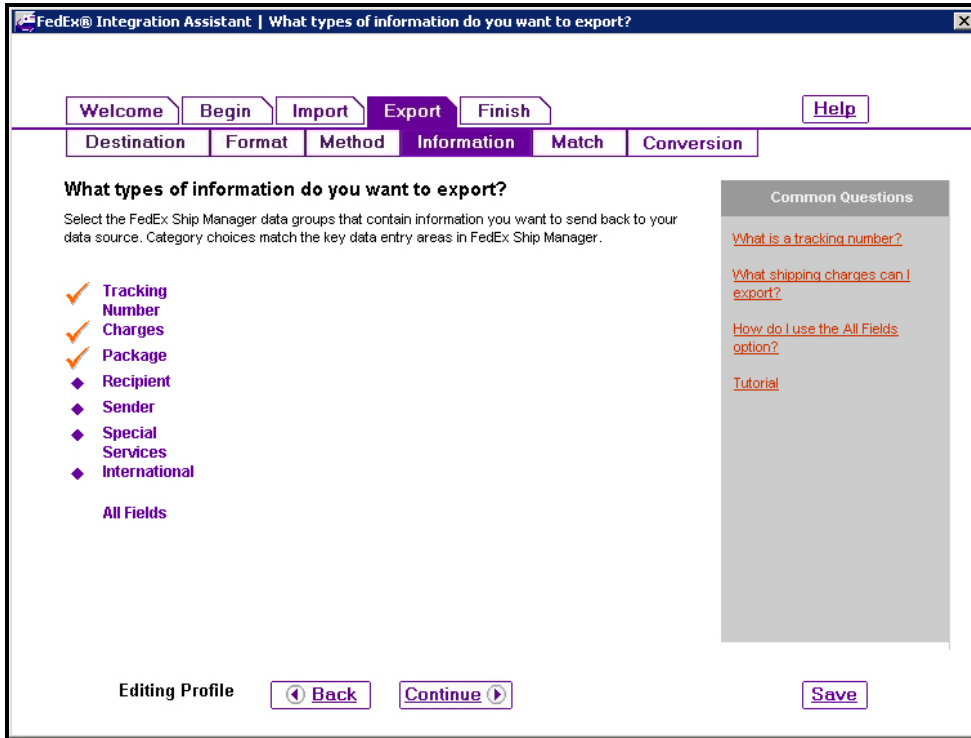 FedEx® Integration Assistant | What types of information do you want to export?
Welcome Begin Import Export Finish Help
Destination Format Method Information Match Conversion
What types of information do you want to export?
Select the FedEx Ship Manager data groups that contain information you want to send back to your
data source. Category choices match the key data entry areas in FedEx Ship Manager.
Tracking
Number
Charges
Package
Recipient
Sender
Special
Services
International
All Fields
Common Questions
What is a tracking number?
What shipping charges can I
export?
How do I use the All Fields
option?
Tutorial
Editing Profile Back Continue Save